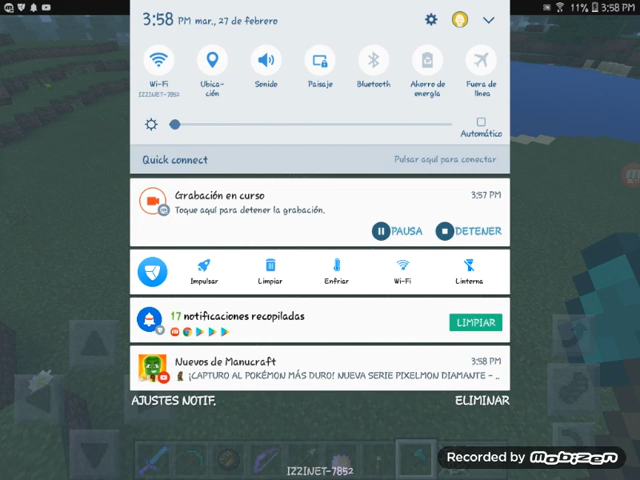 11% 3:58 PM
3:58 PM mar., 27 de febrero
Wi-Fi
IZZINET-7852
Ubica-
ción
Sonido
Paisaje
Bluetooth
Ahorro de
energía
Fuera de
línea
Automático
Quick connect
Pulsar aquí para conectar
Grabación en curso
3:57 PM
Toque aquí para detener la grabación.
PAUSA
DETENER
Impulsar
Limpiar
Enfriar
Wi-Fi
Linterna
17 notificaciones recopiladas
LIMPIAR
Nuevos de Manucraft
3:58 PM
¡CAPTURO AL POKÉMON MÁS DURO! NUEVA SERIE PIXELMON DIAMANTE - ..
AJUSTES NOTIF.
ELIMINAR
Recorded by Mobizen
IZZINET-7852